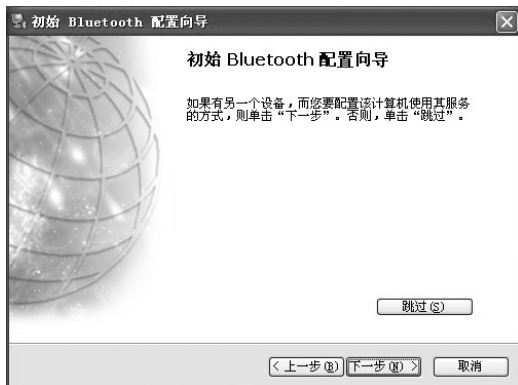 初始 Bluetooth 配置向导
初始 Bluetooth 配置向导
如果有另一个设备，而您要配置该计算机使用其服务
的方式，则单击“下一步”。否则，单击“跳过”。
跳过(S)
< 上一步(B) 下一步(N) > 取消